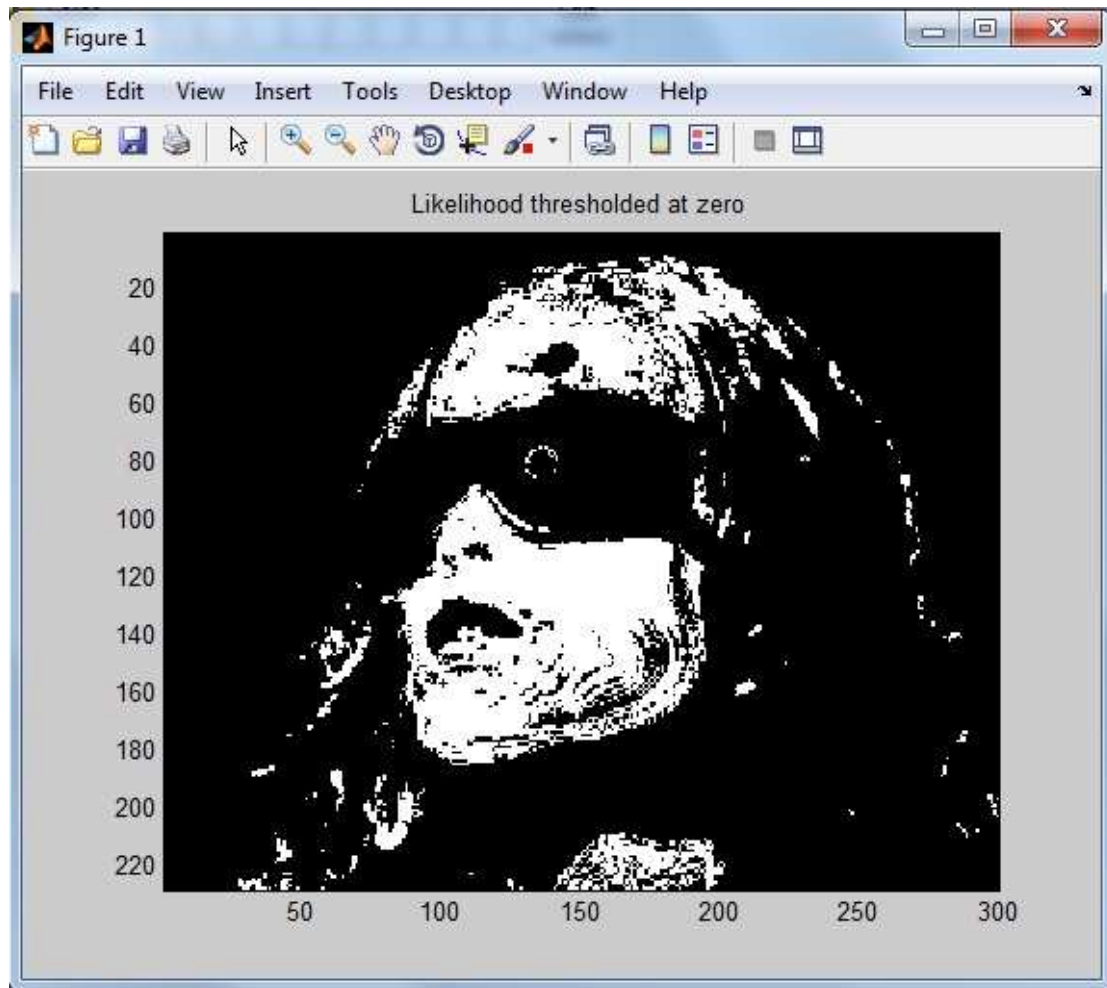 Figure 1
File Edit View Insert Tools Desktop Window Help
Likelihood thresholded at zero
20
40
60
80
100
120
140
160
180
200
220
50 100 150 200 250 300